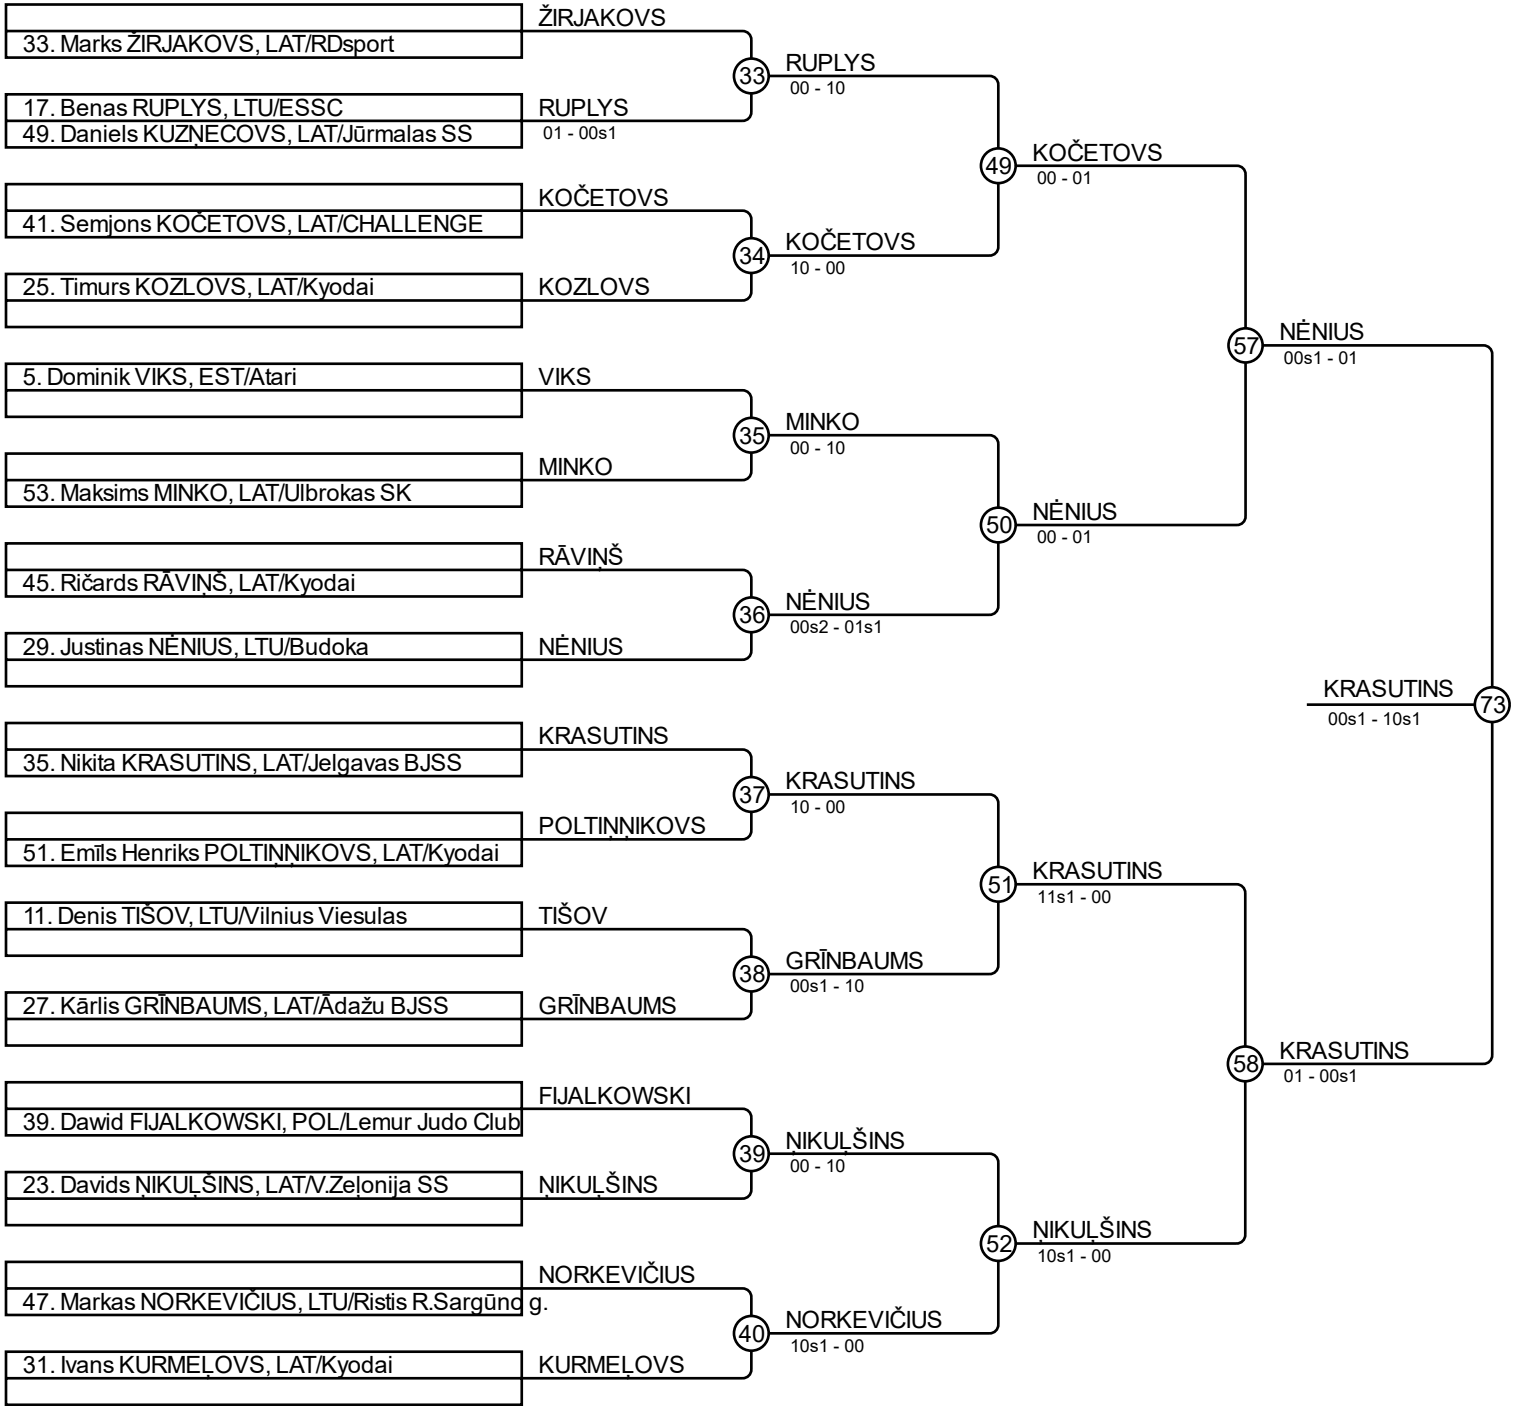 ŽIRJAKOVS
33. Marks ŽIRJAKOVS, LAT/RDsport
33
RUPLYS
00 - 10
17. Benas RUPLYS, LTU/ESSC
RUPLYS
49. Daniels KUZŅECOVS, LAT/Jūrmalas SS
01 - 00s1
49
KOČETOVS
00 - 01
KOČETOVS
41. Semjons KOČETOVS, LAT/CHALLENGE
34
KOČETOVS
10 - 00
25. Timurs KOZLOVS, LAT/Kyodai
KOZLOVS
57
NĖNIUS
00s1 - 01
5. Dominik VIKS, EST/Atari
VIKS
35
MINKO
00 - 10
MINKO
53. Maksims MINKO, LAT/Ulbrokas SK
50
NĖNIUS
00 - 01
RĀVIŅŠ
45. Ričards RĀVIŅŠ, LAT/Kyodai
36
NĖNIUS
00s2 - 01s1
29. Justinas NĖNIUS, LTU/Budoka
NĖNIUS
KRASUTINS
73
00s1 - 10s1
KRASUTINS
35. Nikita KRASUTINS, LAT/Jelgavas BJSS
37
KRASUTINS
10 - 00
POLTIŅŅIKOVS
51. Emīls Henriks POLTIŅŅIKOVS, LAT/Kyodai
51
KRASUTINS
11s1 - 00
11. Denis TIŠOV, LTU/Vilnius Viesulas
TIŠOV
38
GRĪNBAUMS
00s1 - 10
27. Kārlis GRĪNBAUMS, LAT/Ādažu BJSS
GRĪNBAUMS
58
KRASUTINS
01 - 00s1
FIJALKOWSKI
39. Dawid FIJALKOWSKI, POL/Lemur Judo Club
39
ŅIKUĻŠINS
00 - 10
23. Davids ŅIKUĻŠINS, LAT/V.Zeļonija SS
ŅIKUĻŠINS
52
ŅIKUĻŠINS
10s1 - 00
NORKEVIČIUS
47. Markas NORKEVIČIUS, LTU/Ristis R.Sargūno g.
40
NORKEVIČIUS
10s1 - 00
31. Ivans KURMEĻOVS, LAT/Kyodai
KURMEĻOVS